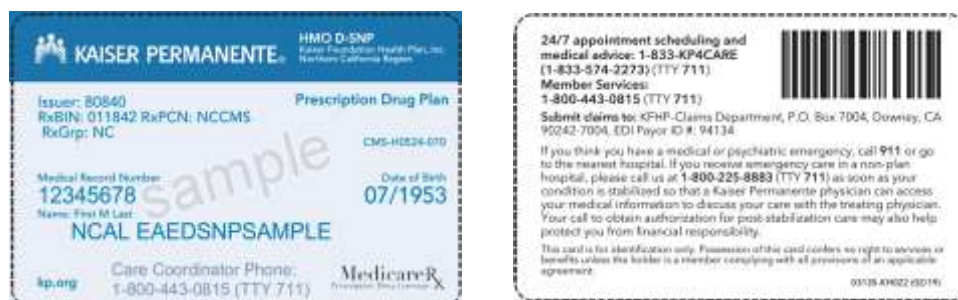 KAISER PERMANENTE®
HMO D-SNP
Kaiser Foundation Health Plan, Inc.
Northern California Region
Issuer: 80840
RxBIN: 011842 RxPCN: NCCMS
RxGrp: NC
Prescription Drug Plan
CMS-H0524-070
sample
Medical Record Number
12345678
Date of Birth
07/1953
Name: First M Last
NCAL EAEDSNPSAMPLE
kp.org
Care Coordinator Phone:
1-800-443-0815 (TTY 711)
MedicareRx
Prescription Drug Coverage
24/7 appointment scheduling and
medical advice: 1-833-KP4CARE
(1-833-574-2273) (TTY 711)
Member Services:
1-800-443-0815 (TTY 711)
Submit claims to: KFHP-Claims Department, P.O. Box 7004, Downey, CA
90242-7004, EDI Payor ID #: 94134
If you think you have a medical or psychiatric emergency, call 911 or go
to the nearest hospital. If you receive emergency care in a non-plan
hospital, please call us at 1-800-225-8883 (TTY 711) as soon as your
condition is stabilized so that a Kaiser Permanente physician can access
your medical information to discuss your care with the treating physician.
Your call to obtain authorization for post-stabilization care may also help
protect you from financial responsibility.
This card is for identification only. Possession of this card confers no right to services or
benefits unless the holder is a member complying with all provisions of an applicable
agreement.